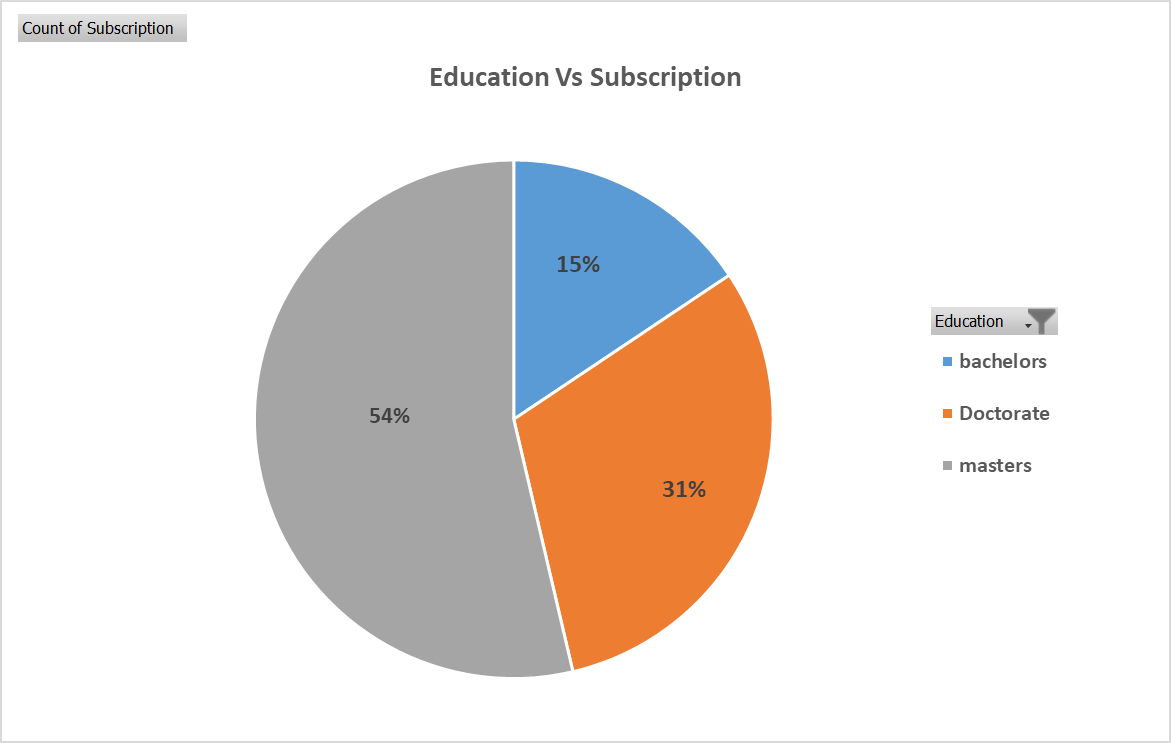 Count of Subscription
Education Vs Subscription
15%
54%
31%
Education
bachelors
Doctorate
masters